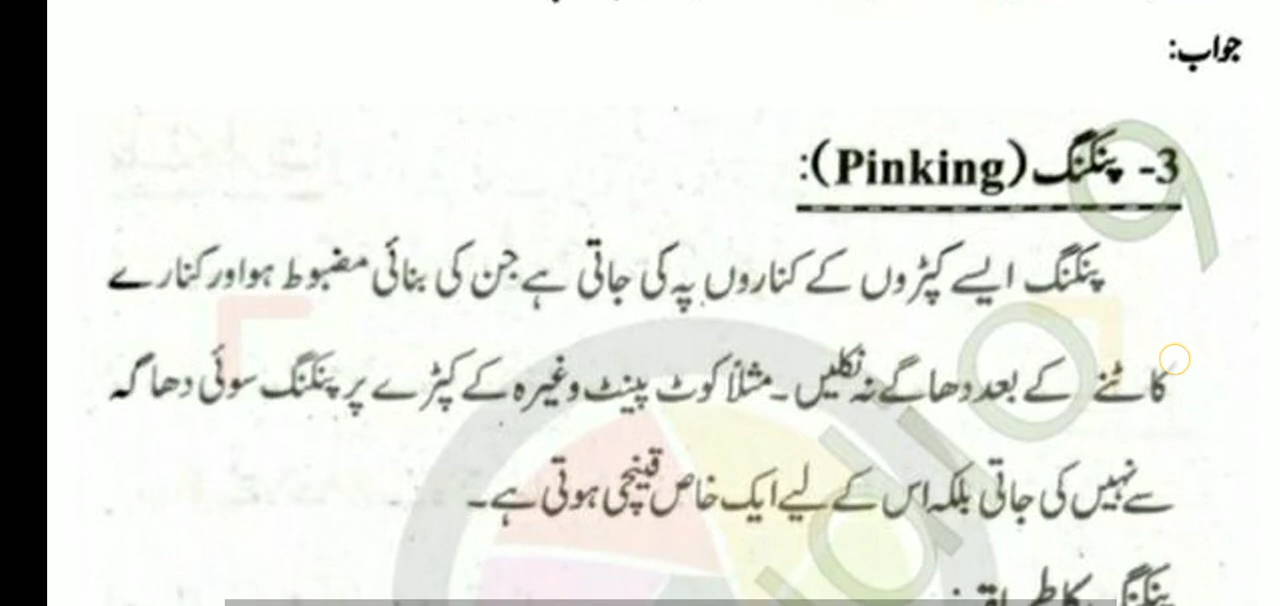 جواب:
3- پنکنگ (Pinking):
پنکنگ ایسے کپڑوں کے کناروں پہ کی جاتی ہے جن کی بنائی مضبوط ہو اور کنارے
کاٹنے کے بعد دھاگے نہ نکلیں۔ مثلاً کوٹ پینٹ وغیرہ کے کپڑے پر پنکنگ سوئی دھاگہ
سے نہیں کی جاتی بلکہ اس کے لیے ایک خاص قینچی ہوتی ہے۔
پنکنگ کا طریقہ: